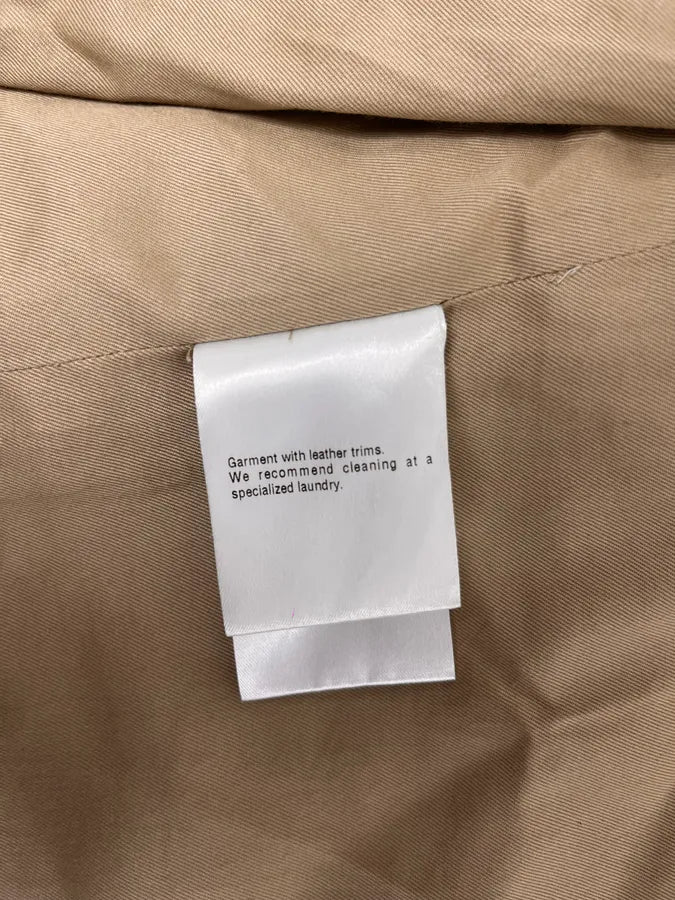 Garment with leather trims.
We recommend cleaning at a
specialized laundry.